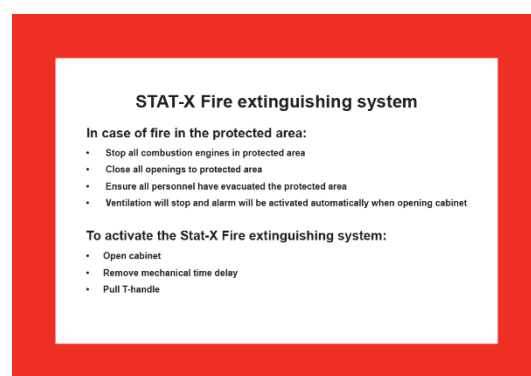 STAT-X Fire extinguishing system
In case of fire in the protected area:
• Stop all combustion engines in protected area
• Close all openings to protected area
• Ensure all personnel have evacuated the protected area
• Ventilation will stop and alarm will be activated automatically when opening cabinet
To activate the Stat-X Fire extinguishing system:
• Open cabinet
• Remove mechanical time delay
• Pull T-handle